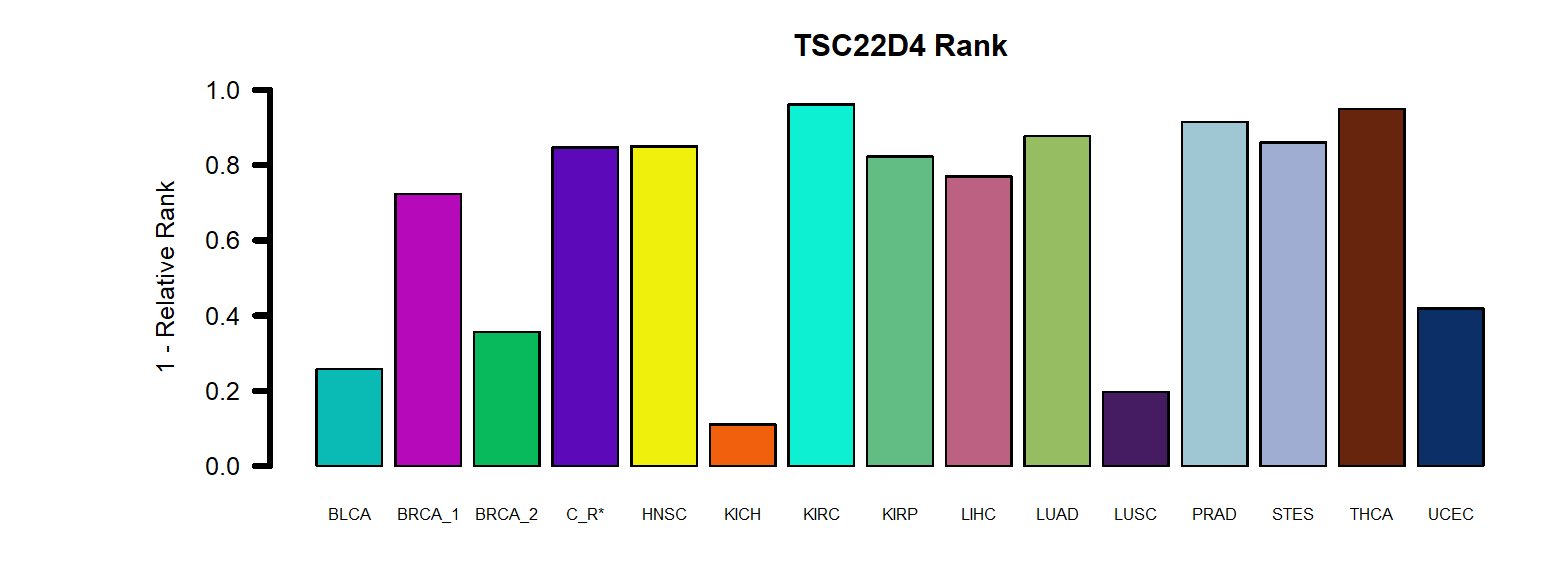 TSC22D4 Rank
1 - Relative Rank
1.0
0.8
0.6
0.4
0.2
0.0
BLCA BRCA_1 BRCA_2 C_R* HNSC KICH KIRC KIRP LIHC LUAD LUSC PRAD STES THCA UCEC